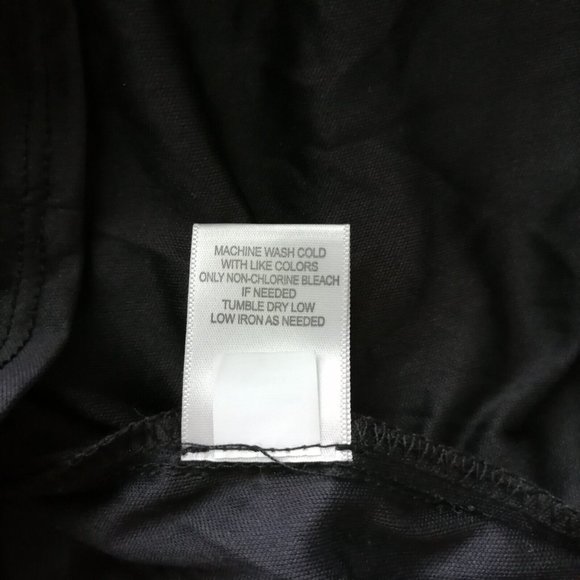 MACHINE WASH COLD
WITH LIKE COLORS
ONLY NON-CHLORINE BLEACH
IF NEEDED
TUMBLE DRY LOW
LOW IRON AS NEEDED